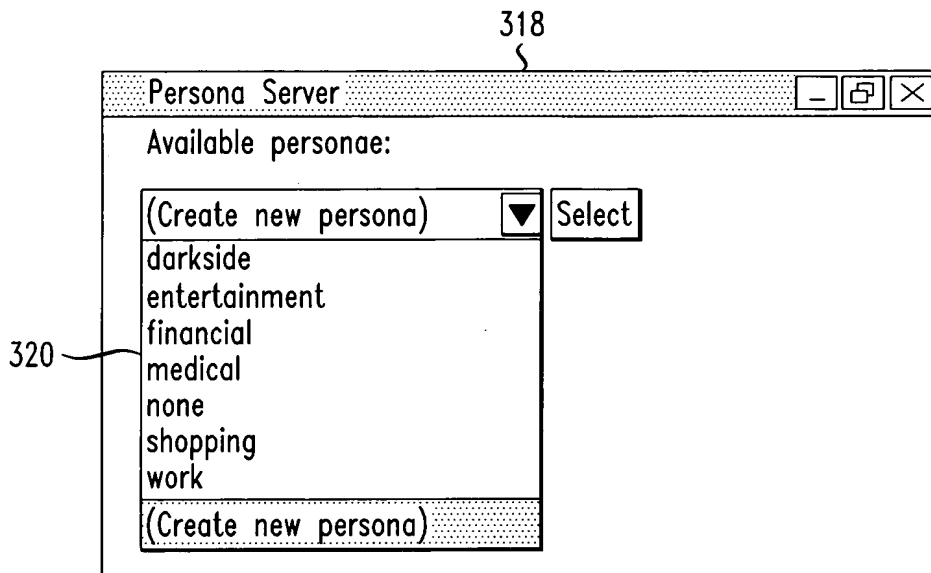 318
Persona Server
Available personae:
(Create new persona) Select
darkside
entertainment
financial
320
medical
none
shopping
work
(Create new persona)